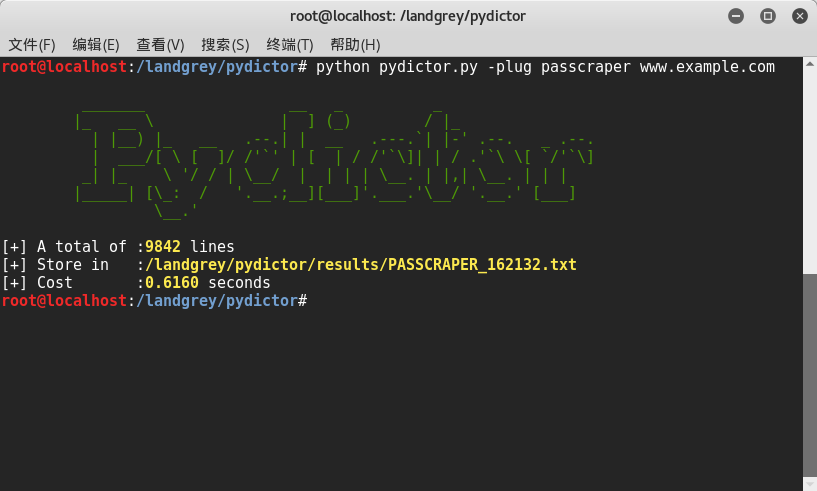 root@localhost: /landgrey/pydictor
文件(F) 编辑(E) 查看(V) 搜索(S) 终端(T) 帮助(H)
root@localhost:/landgrey/pydictor# python pydictor.py -plug passcraper www.example.com
Pydictor
[+] A total of :9842 lines
[+] Store in   :/landgrey/pydictor/results/PASSCRAPER_162132.txt
[+] Cost       :0.6160 seconds
root@localhost:/landgrey/pydictor#